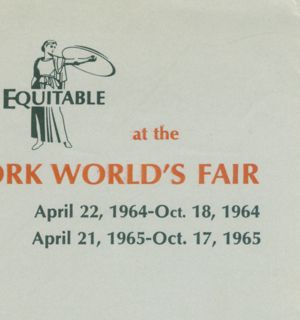 EQUITABLE
at the
ORK WORLD'S FAIR
April 22, 1964-Oct. 18, 1964
April 21, 1965-Oct. 17, 1965